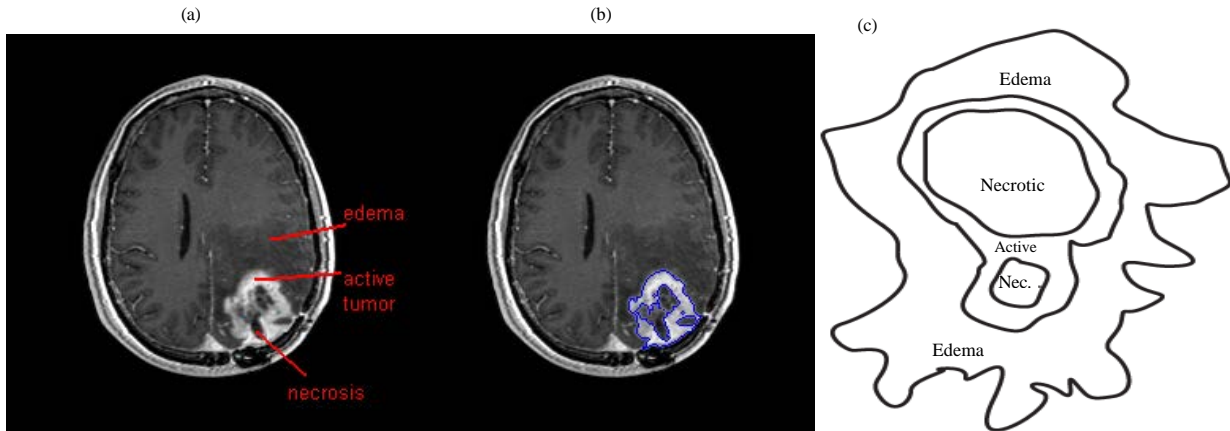 (a)
(b)
(c)
edema
active
tumor
necrosis
Edema
Necrotic
Active
Nec. .
Edema